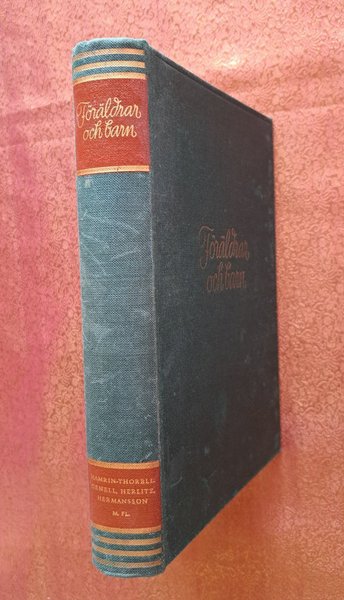 Föräldrar
och barn
HAMRIN-THORELL,
HERLITZ,
HERMANSSON
M. FL.
Föräldrar
och barn